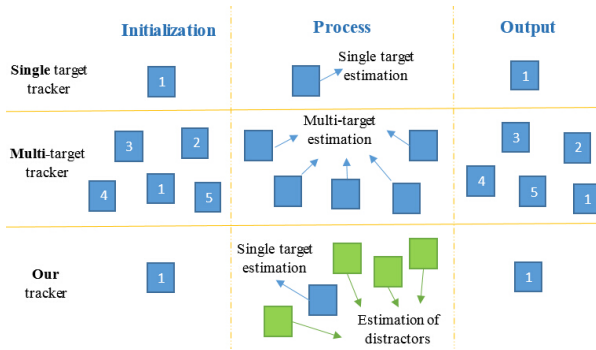 Initialization
Process
Output
Single target
tracker
1
Single target
estimation
1
Multi-target
tracker
3
2
4
1
5
Multi-target
estimation
3
2
4
5
1
Our
tracker
1
Single target
estimation
Estimation of
distractors
1